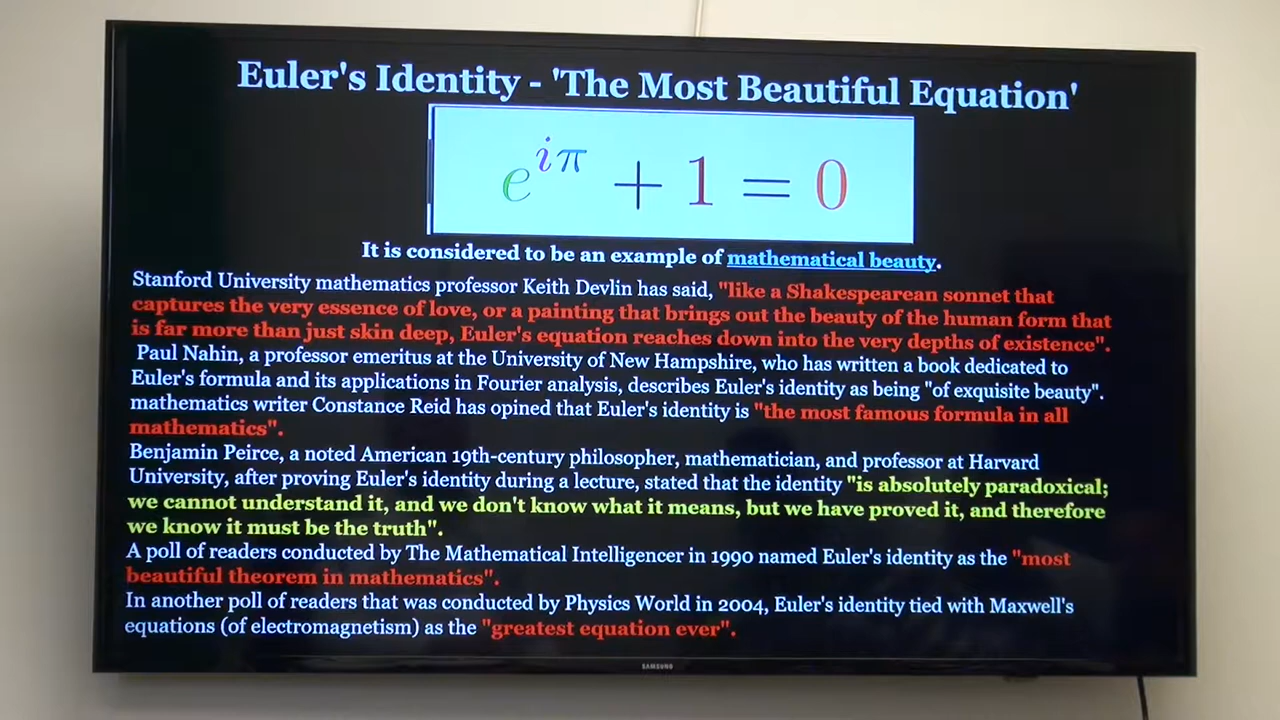 Euler's Identity - 'The Most Beautiful Equation'
e^{iπ} + 1 = 0
It is considered to be an example of mathematical beauty.
Stanford University mathematics professor Keith Devlin has said, "like a Shakespearean sonnet that
captures the very essence of love, or a painting that brings out the beauty of the human form that
is far more than just skin deep, Euler's equation reaches down into the very depths of existence".
Paul Nahin, a professor emeritus at the University of New Hampshire, who has written a book dedicated to
Euler's formula and its applications in Fourier analysis, describes Euler's identity as being "of exquisite beauty".
mathematics writer Constance Reid has opined that Euler's identity is "the most famous formula in all
mathematics".
Benjamin Peirce, a noted American 19th-century philosopher, mathematician, and professor at Harvard
University, after proving Euler's identity during a lecture, stated that the identity "is absolutely paradoxical;
we cannot understand it, and we don't know what it means, but we have proved it, and therefore
we know it must be the truth".
A poll of readers conducted by The Mathematical Intelligencer in 1990 named Euler's identity as the "most
beautiful theorem in mathematics".
In another poll of readers that was conducted by Physics World in 2004, Euler's identity tied with Maxwell's
equations (of electromagnetism) as the "greatest equation ever".
SAMSUNG